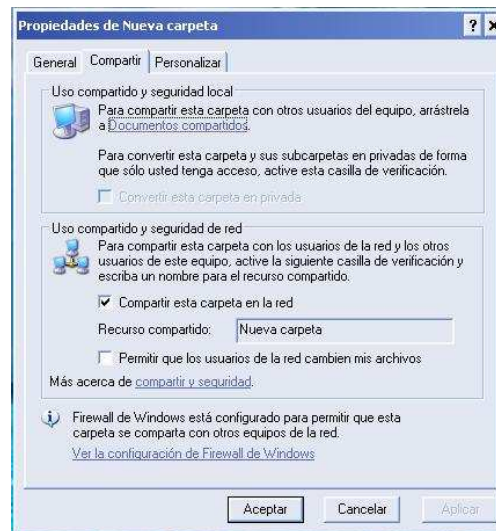 Propiedades de Nueva carpeta
General Compartir Personalizar
Uso compartido y seguridad local
Para compartir esta carpeta con otros usuarios del equipo, arrástrela
a Documentos compartidos.
Para convertir esta carpeta y sus subcarpetas en privadas de forma
que sólo usted tenga acceso, active esta casilla de verificación.
Convertir esta carpeta en privada
Uso compartido y seguridad de red
Para compartir esta carpeta con los usuarios de la red y los otros
usuarios de este equipo, active la siguiente casilla de verificación y
escriba un nombre para el recurso compartido.
Compartir esta carpeta en la red
Recurso compartido: Nueva carpeta
Permitir que los usuarios de la red cambien mis archivos
Más acerca de compartir y seguridad.
Firewall de Windows está configurado para permitir que esta
carpeta se comparta con otros equipos de la red.
Ver la configuración de Firewall de Windows
Aceptar Cancelar Aplicar